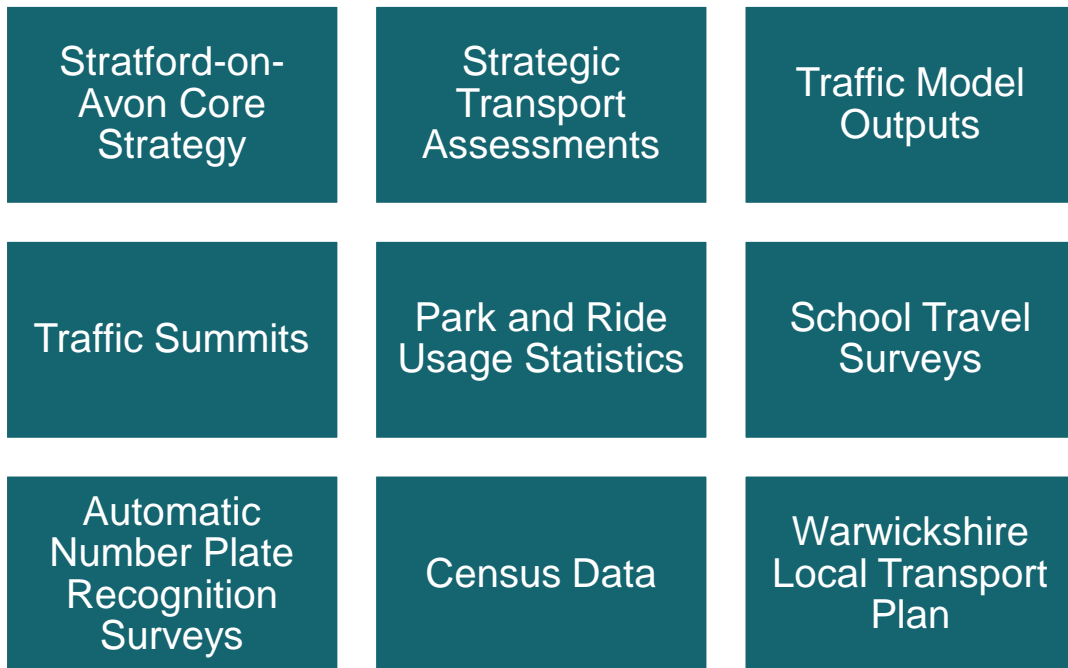 Stratford-on-
Avon Core
Strategy
Strategic
Transport
Assessments
Traffic Model
Outputs
Traffic Summits
Park and Ride
Usage Statistics
School Travel
Surveys
Automatic
Number Plate
Recognition
Surveys
Census Data
Warwickshire
Local Transport
Plan